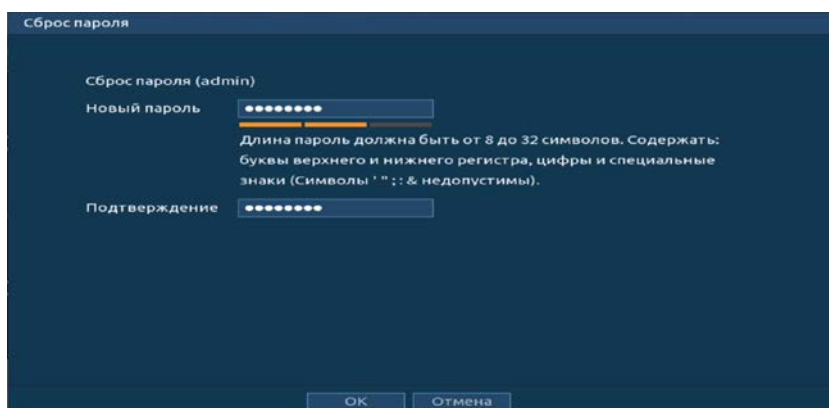 Сброс пароля
Сброс пароля (admin)
Новый пароль ●●●●●●●●
Длина пароль должна быть от 8 до 32 символов. Содержать:
буквы верхнего и нижнего регистра, цифры и специальные
знаки (Символы ' " ; : & недопустимы).
Подтверждение ●●●●●●●●
OK Отмена